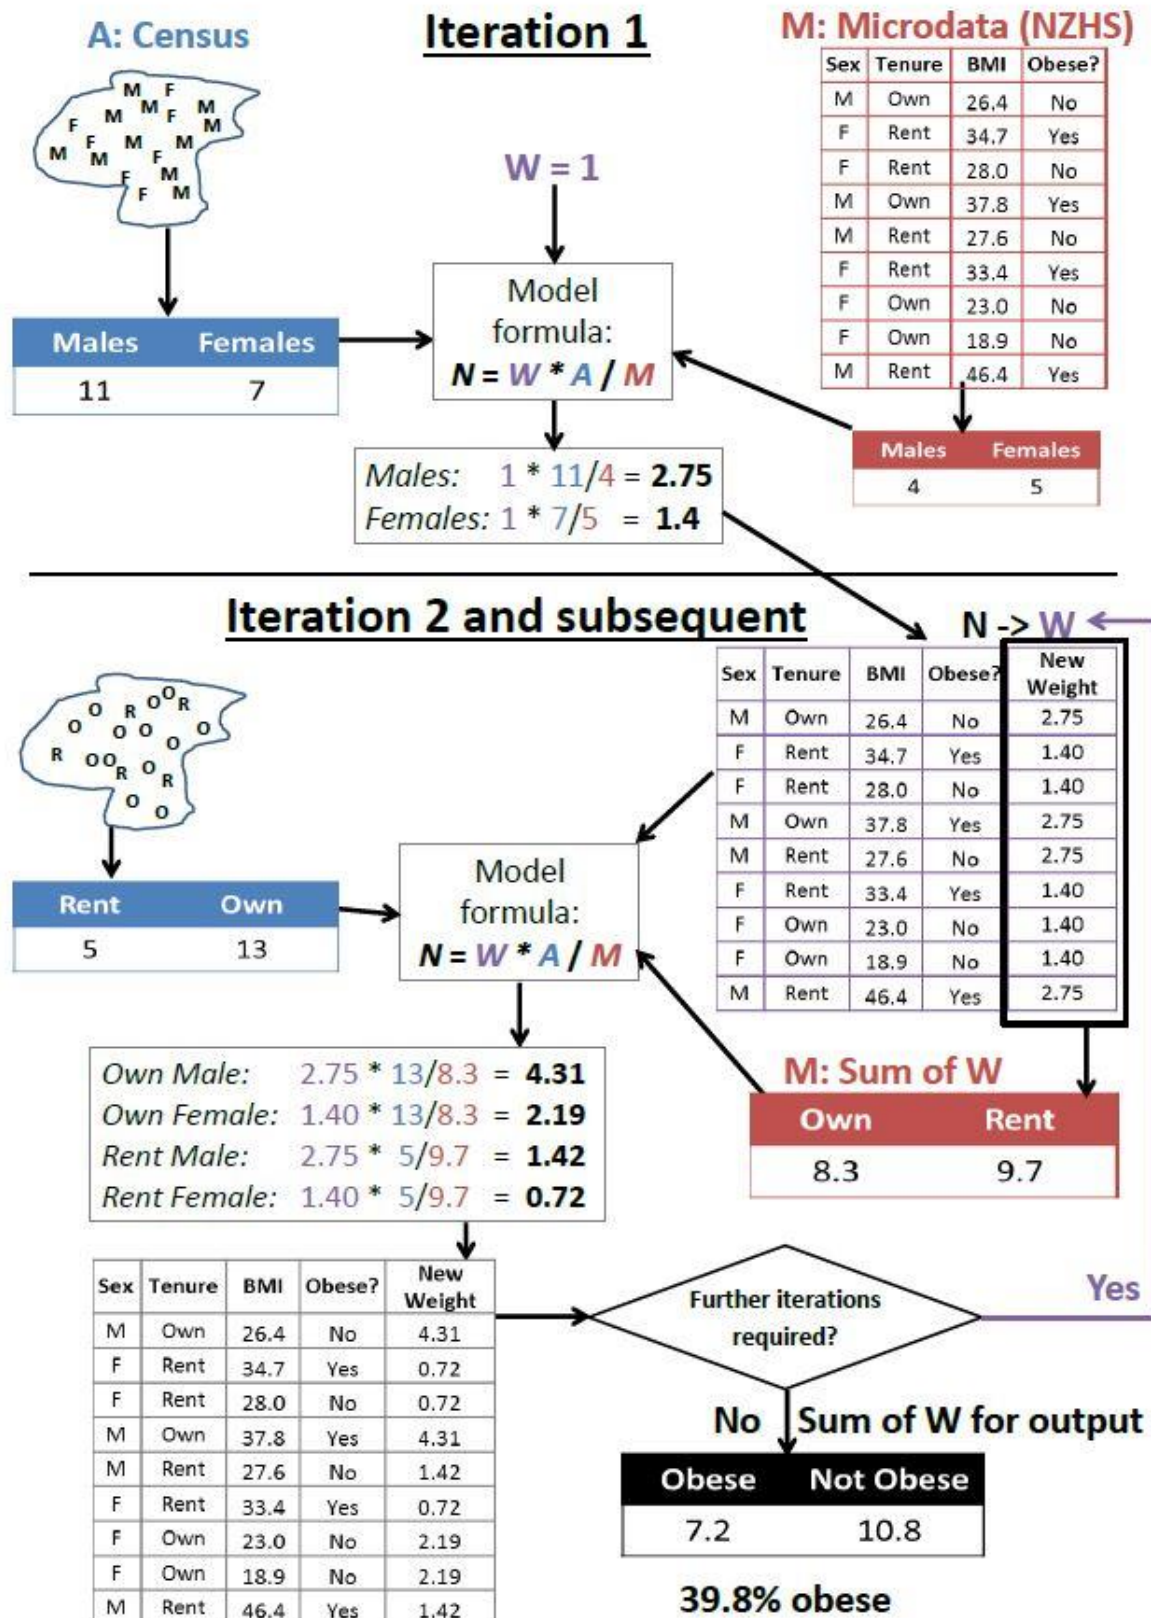 Iteration 1
A: Census
M F
M M F M
F M M
F M M
M M F
F M M
F M
Males Females
11 7
W = 1
Model
formula:
N = W * A / M
M: Microdata (NZHS)
Sex Tenure BMI Obese?
M Own 26.4 No
F Rent 34.7 Yes
F Rent 28.0 No
M Own 37.8 Yes
M Rent 27.6 No
F Rent 33.4 Yes
F Own 23.0 No
F Own 18.9 No
M Rent 46.4 Yes
Males Females
4 5
Males: 1 * 11/4 = 2.75
Females: 1 * 7/5 = 1.4
Iteration 2 and subsequent
N -> W
O O
O R O R
O O O O O
R O O O
R R
O O
Rent Own
5 13
Model
formula:
N = W * A / M
Sex Tenure BMI Obese? New
Weight
M Own 26.4 No 2.75
F Rent 34.7 Yes 1.40
F Rent 28.0 No 1.40
M Own 37.8 Yes 2.75
M Rent 27.6 No 2.75
F Rent 33.4 Yes 1.40
F Own 23.0 No 1.40
F Own 18.9 No 1.40
M Rent 46.4 Yes 2.75
M: Sum of W
Own Rent
8.3 9.7
Own Male: 2.75 * 13/8.3 = 4.31
Own Female: 1.40 * 13/8.3 = 2.19
Rent Male: 2.75 * 5/9.7 = 1.42
Rent Female: 1.40 * 5/9.7 = 0.72
Sex Tenure BMI Obese? New
Weight
M Own 26.4 No 4.31
F Rent 34.7 Yes 0.72
F Rent 28.0 No 0.72
M Own 37.8 Yes 4.31
M Rent 27.6 No 1.42
F Rent 33.4 Yes 0.72
F Own 23.0 No 2.19
F Own 18.9 No 2.19
M Rent 46.4 Yes 1.42
Further iterations
required?
Yes
No Sum of W for output
Obese Not Obese
7.2 10.8
39.8% obese